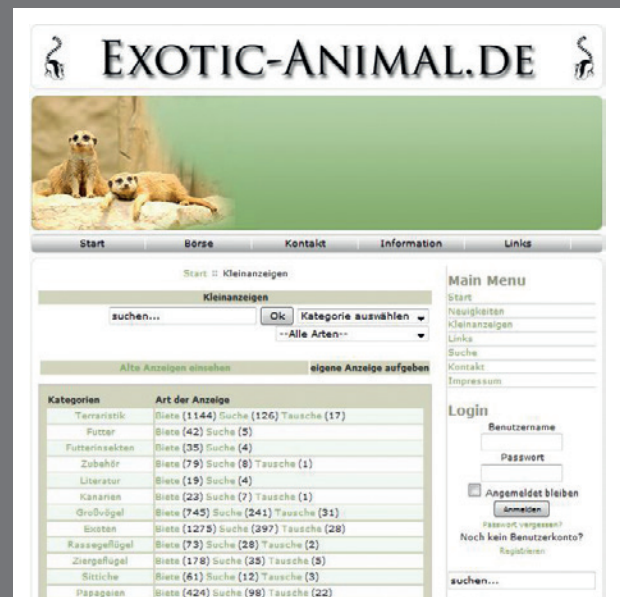 EXOTIC-ANIMAL.DE
Start Börse Kontakt Information Links
Start :: Kleinanzeigen
Kleinanzeigen
suchen... Ok Kategorie auswählen
--Alle Arten--
Alte Anzeigen einsehen eigene Anzeige aufgeben
Kategorien Art der Anzeige
Terraristik Biete (1144) Suche (126) Tausche (17)
Futter Biete (42) Suche (5)
Futterinsekten Biete (35) Suche (4)
Zubehör Biete (79) Suche (8) Tausche (1)
Literatur Biete (19) Suche (4)
Kanarien Biete (23) Suche (7) Tausche (1)
Großvögel Biete (745) Suche (241) Tausche (31)
Exoten Biete (1275) Suche (397) Tausche (28)
Rassegeflügel Biete (73) Suche (28) Tausche (2)
Ziergeflügel Biete (178) Suche (35) Tausche (5)
Sittiche Biete (61) Suche (12) Tausche (3)
Papageien Biete (424) Suche (98) Tausche (22)
Main Menu
Start
Neuigkeiten
Kleinanzeigen
Links
Suche
Kontakt
Impressum
Login
Benutzername
Passwort
Angemeldet bleiben
Anmelden
Passwort vergessen?
Noch kein Benutzerkonto?
Registrieren
suchen...